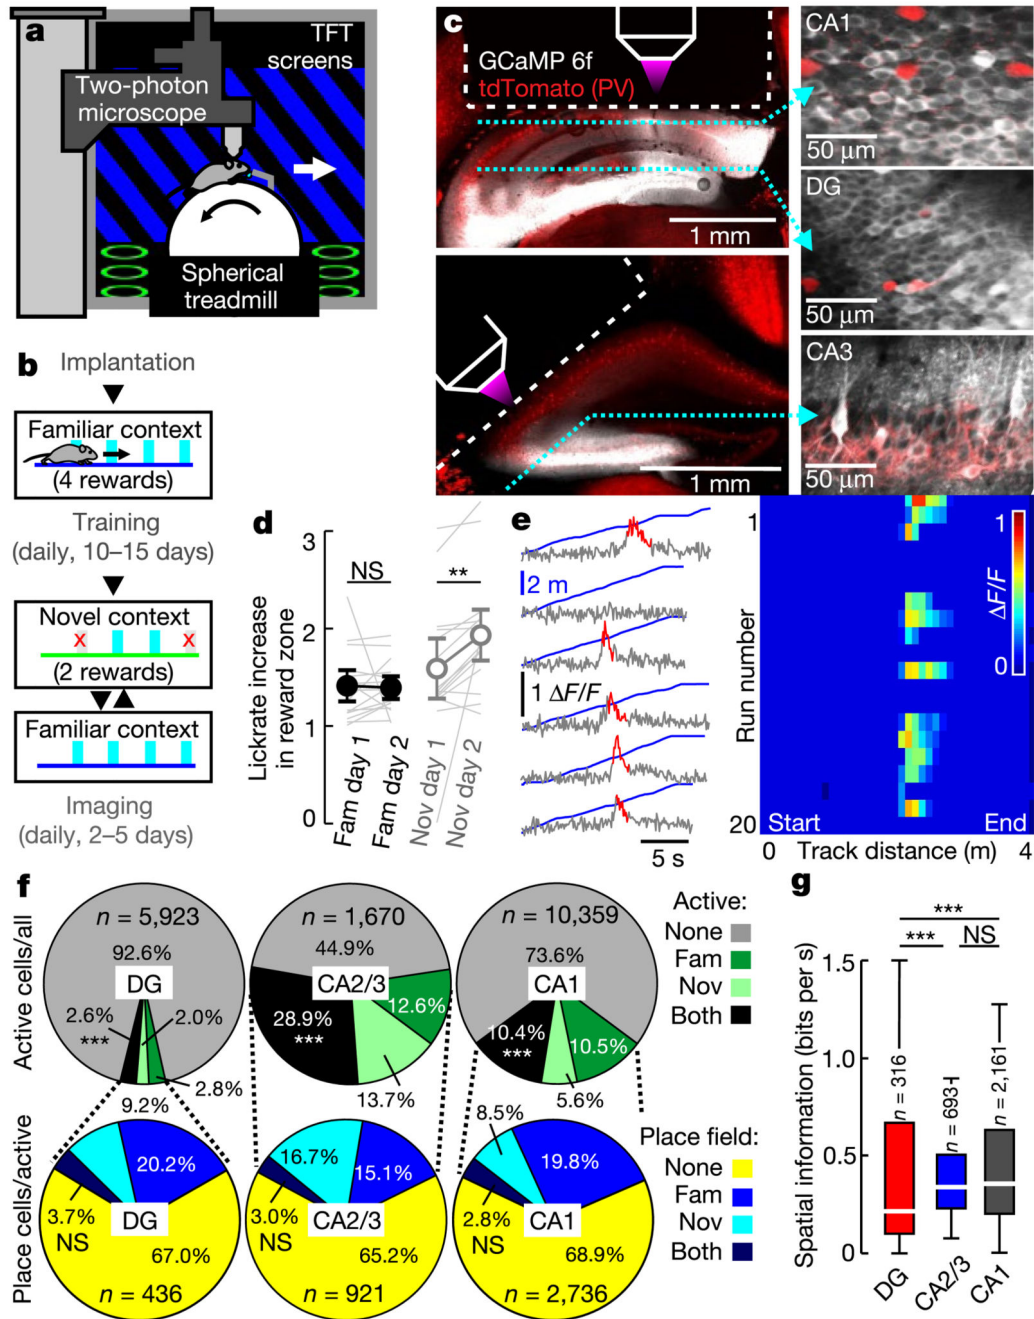 a
TFT
screens
Two-photon
microscope
Spherical
treadmill
b
Implantation
Familiar context
(4 rewards)
Training
(daily, 10–15 days)
Novel context
x x
(2 rewards)
Familiar context
Imaging
(daily, 2–5 days)
c
GCaMP 6f
tdTomato (PV)
1 mm
1 mm
CA1
50 µm
DG
50 µm
CA3
50 µm
d
Lickrate increase
in reward zone
3
2
1
0
NS
**
Fam day 1
Fam day 2
Nov day 1
Nov day 2
e
2 m
1 ΔF/F
5 s
Run number
1
20
Start
End
0 Track distance (m) 4
1
0
ΔF/F
f
Active cells/all
n = 5,923
92.6%
DG
2.6%
***
2.0%
2.8%
n = 1,670
44.9%
CA2/3
12.6%
28.9%
***
13.7%
n = 10,359
73.6%
CA1
10.4%
***
10.5%
5.6%
Active:
None
Fam
Nov
Both
Place cells/active
9.2%
20.2%
3.7%
NS
DG
67.0%
n = 436
16.7%
15.1%
3.0%
NS
CA2/3
65.2%
n = 921
8.5%
19.8%
2.8%
NS
CA1
68.9%
n = 2,736
Place field:
None
Fam
Nov
Both
g
Spatial information (bits per s)
1.5
1.0
0.5
0
***
***
NS
n = 316
n = 693
n = 2,161
DG
CA2/3
CA1